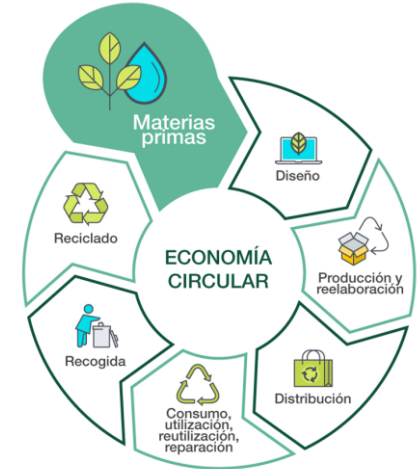 Materias
primas
Diseño
Producción y
reelaboración
Distribución
Consumo,
utilización,
reutilización,
reparación
Recogida
Reciclado
ECONOMÍA
CIRCULAR